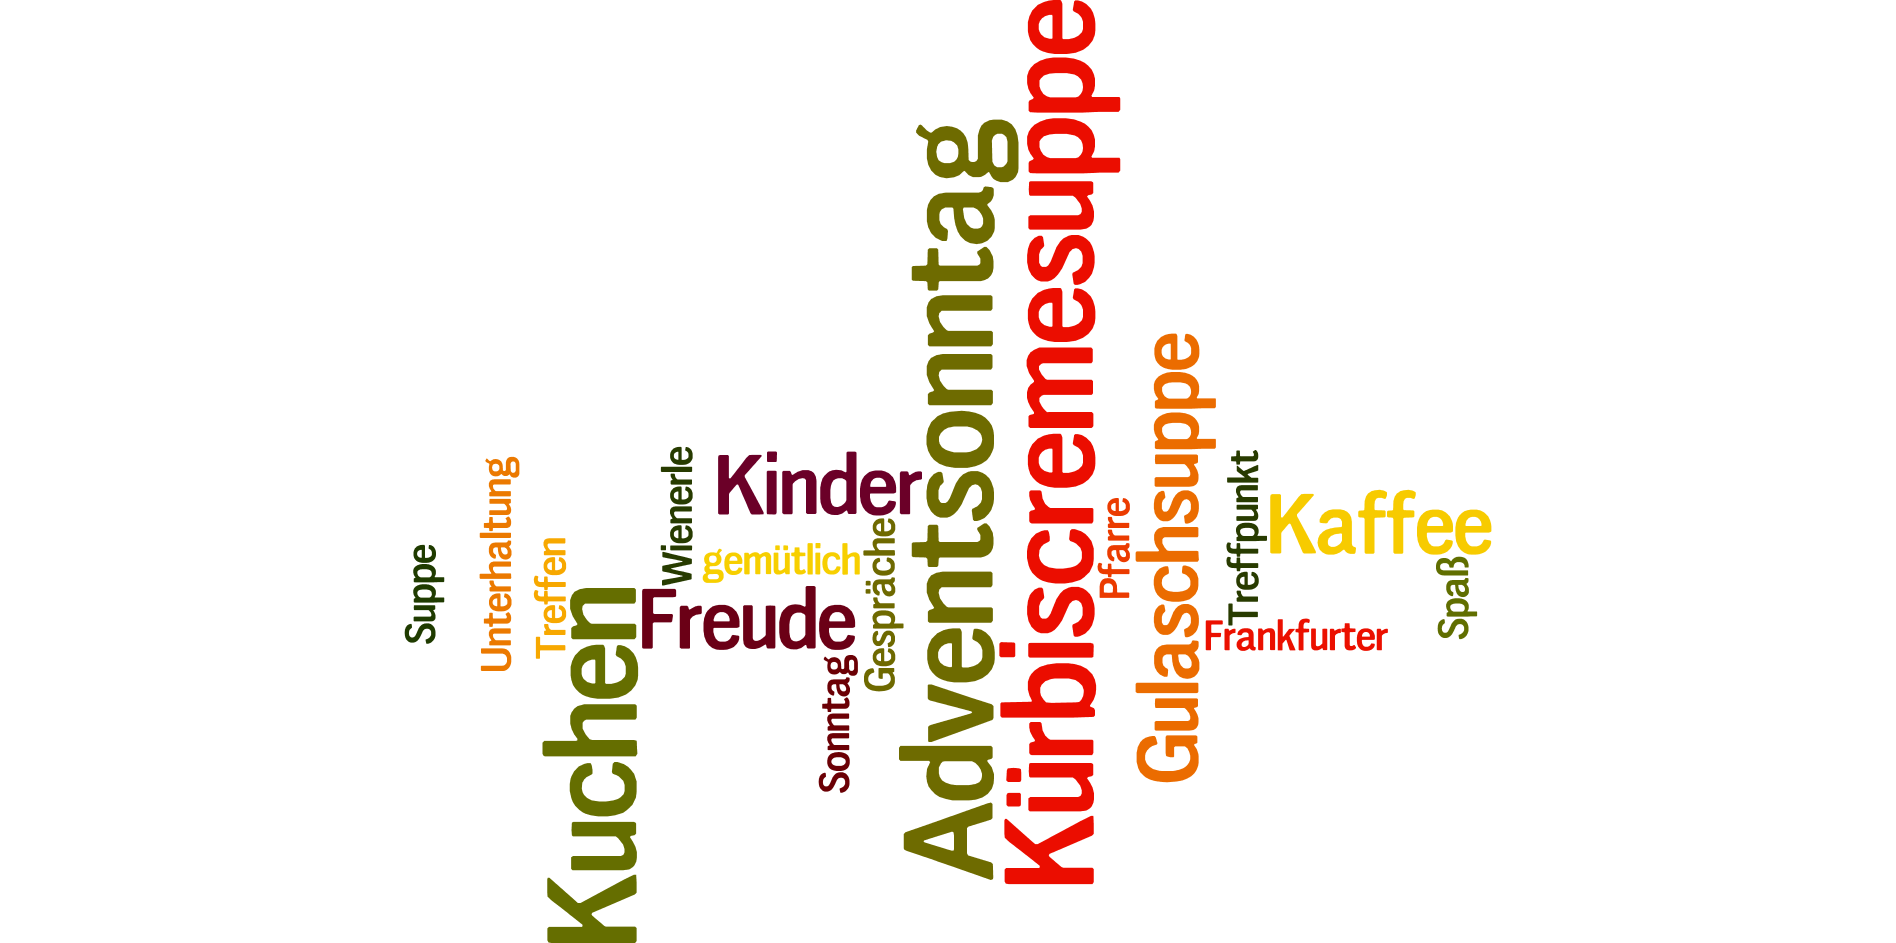 Suppe
Unterhaltung
Treffen
Kuchen
Wienerle
Kinder
gemütlich
Freude
Sonntag
Gespräche
Adventsonntag
Kürbiscremesuppe
Pfarre
Gulaschsuppe
Treffpunkt
Kaffee
Frankfurter
Spaß